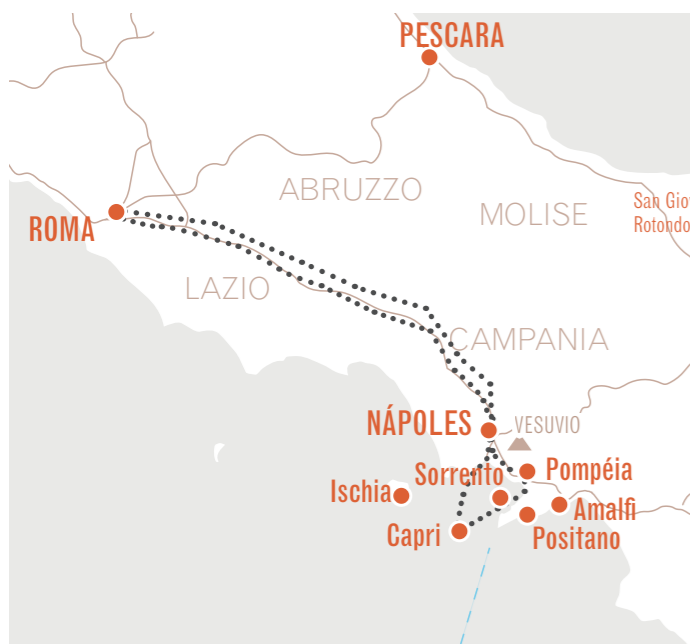 PESCARA
ABRUZZO
MOLISE
San Gio
Rotondo
ROMA
LAZIO
CAMPANIA
NÁPOLES
VESUVIO
Sorrento
Pompéia
Ischia
Amalfi
Capri
Positano